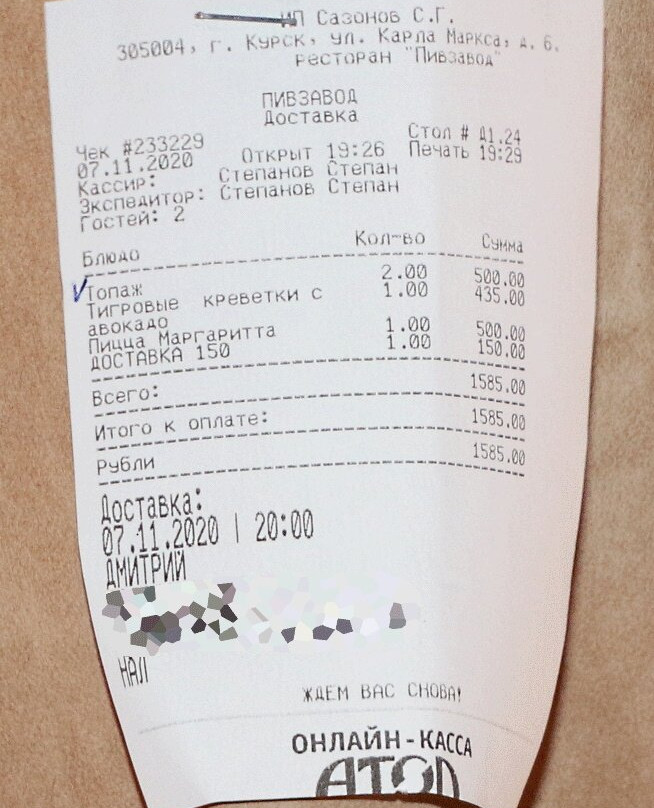 ИП Сазонов С.Г.
305004, г. Курск, ул. Карла Маркса, д. 6.
ресторан "Пивзавод"
ПИВЗАВОД
Доставка
Чек #233229 Стол # Д1.24
07.11.2020 Открыт 19:26 Печать 19:29
Кассир: Степанов Степан
Экспедитор: Степанов Степан
Гостей: 2
Блюдо Кол-во Сумма
Топаж 2.00 500.00
Тигровые креветки с 1.00 435.00
авокадо
Пицца Маргаритта 1.00 500.00
ДОСТАВКА 150 1.00 150.00
Всего: 1585.00
Итого к оплате: 1585.00
Рубли 1585.00
Доставка:
07.11.2020 | 20:00
ДМИТРИЙ
НАЛ
ЖДЕМ ВАС СНОВА!
ОНЛАЙН-КАССА
АТОЛ